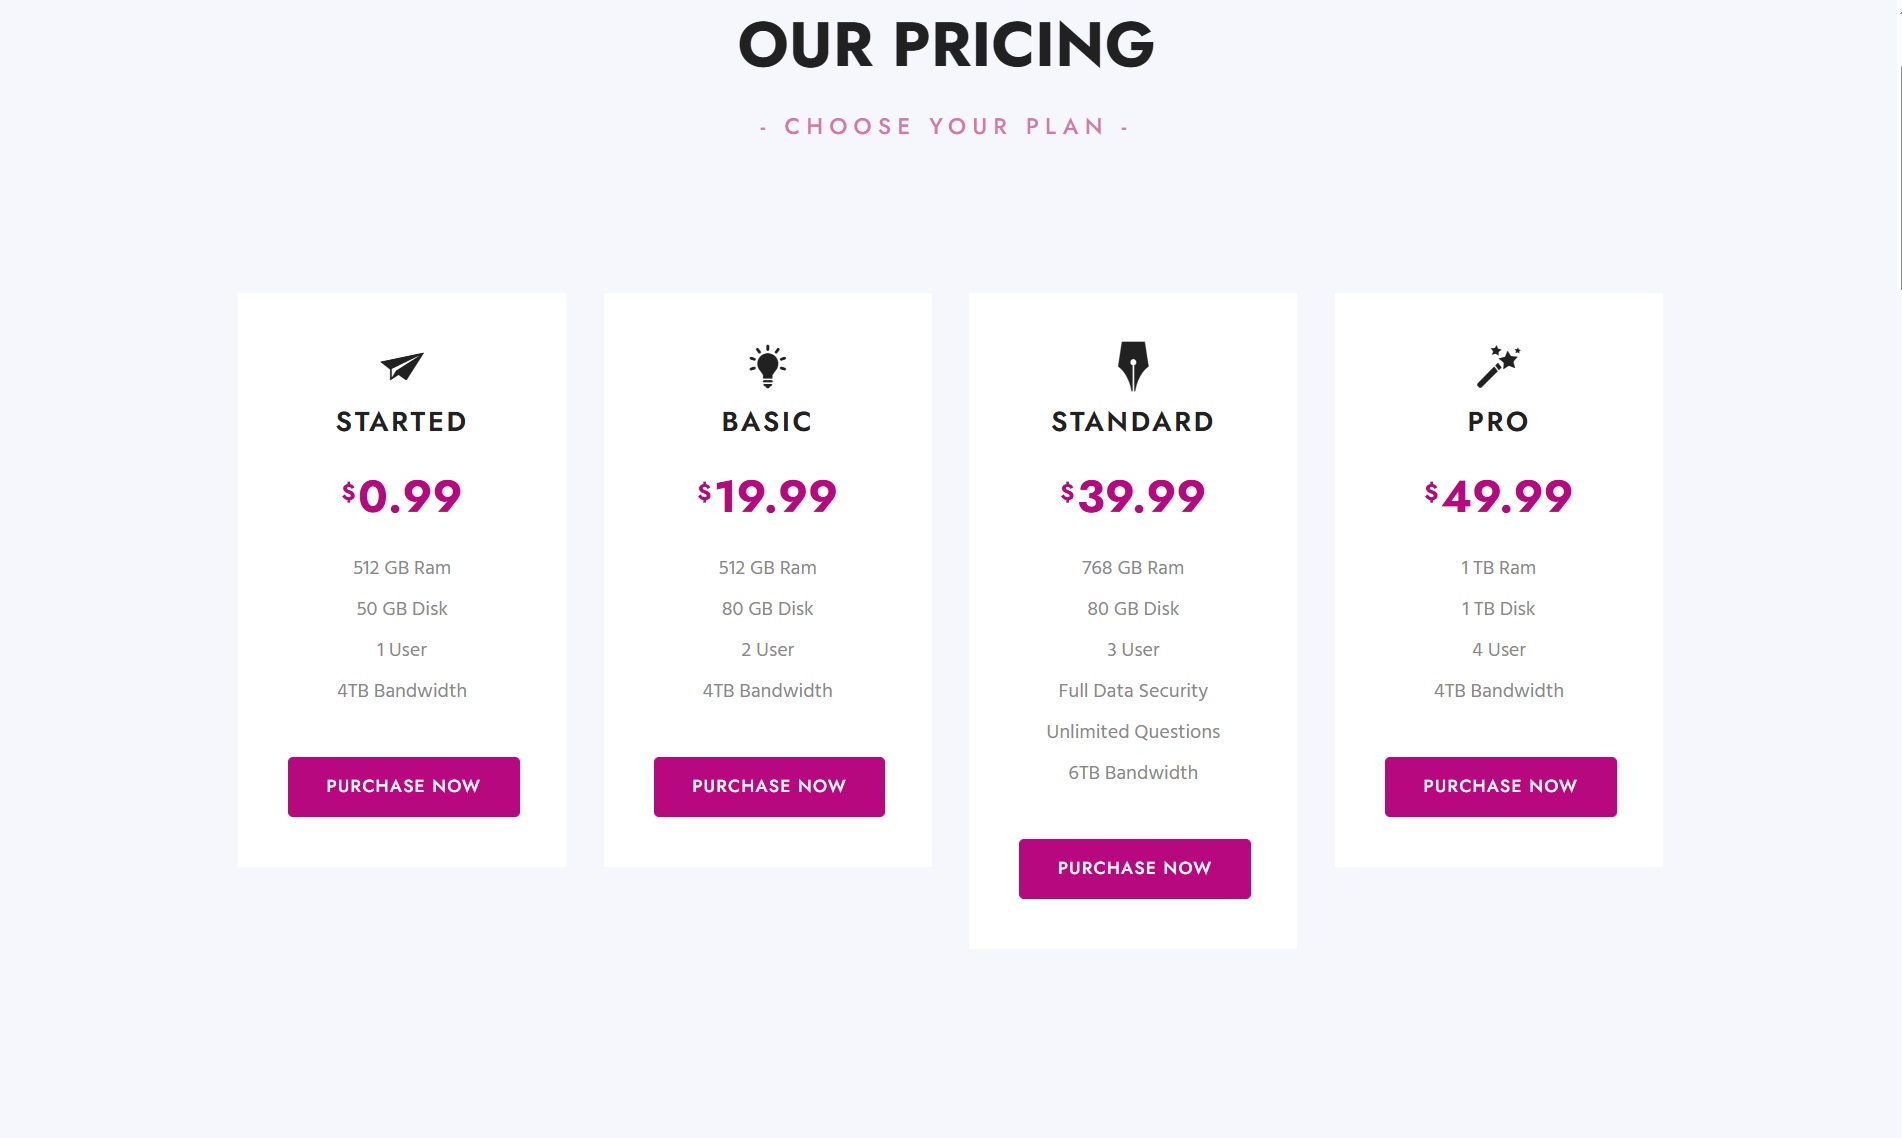 OUR PRICING
- CHOOSE YOUR PLAN -
STARTED
$0.99
512 GB Ram
50 GB Disk
1 User
4TB Bandwidth
PURCHASE NOW
BASIC
$19.99
512 GB Ram
80 GB Disk
2 User
4TB Bandwidth
PURCHASE NOW
STANDARD
$39.99
768 GB Ram
80 GB Disk
3 User
Full Data Security
Unlimited Questions
6TB Bandwidth
PURCHASE NOW
PRO
$49.99
1 TB Ram
1 TB Disk
4 User
4TB Bandwidth
PURCHASE NOW